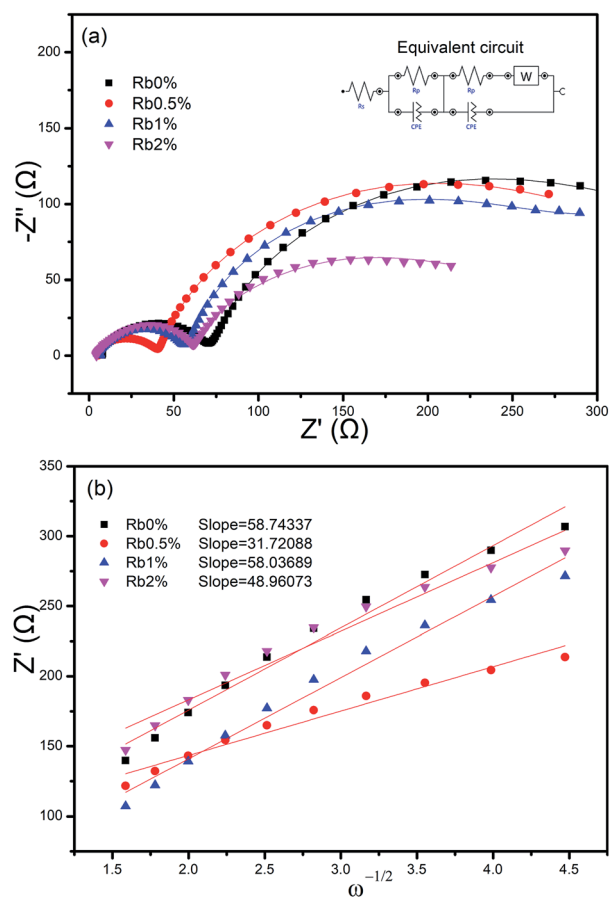 (a)
Equivalent circuit
Rb0%
Rb0.5%
Rb1%
Rb2%
Rs
Rp
Rp
W
CPE
CPE
200
150
100
50
0
-Z'' (Ω)
0
50
100
150
200
250
300
Z' (Ω)
(b)
Rb0% Slope=58.74337
Rb0.5% Slope=31.72088
Rb1% Slope=58.03689
Rb2% Slope=48.96073
350
300
250
200
150
100
Z' (Ω)
1.5
2.0
2.5
3.0
3.5
4.0
4.5
ω^{-1/2}